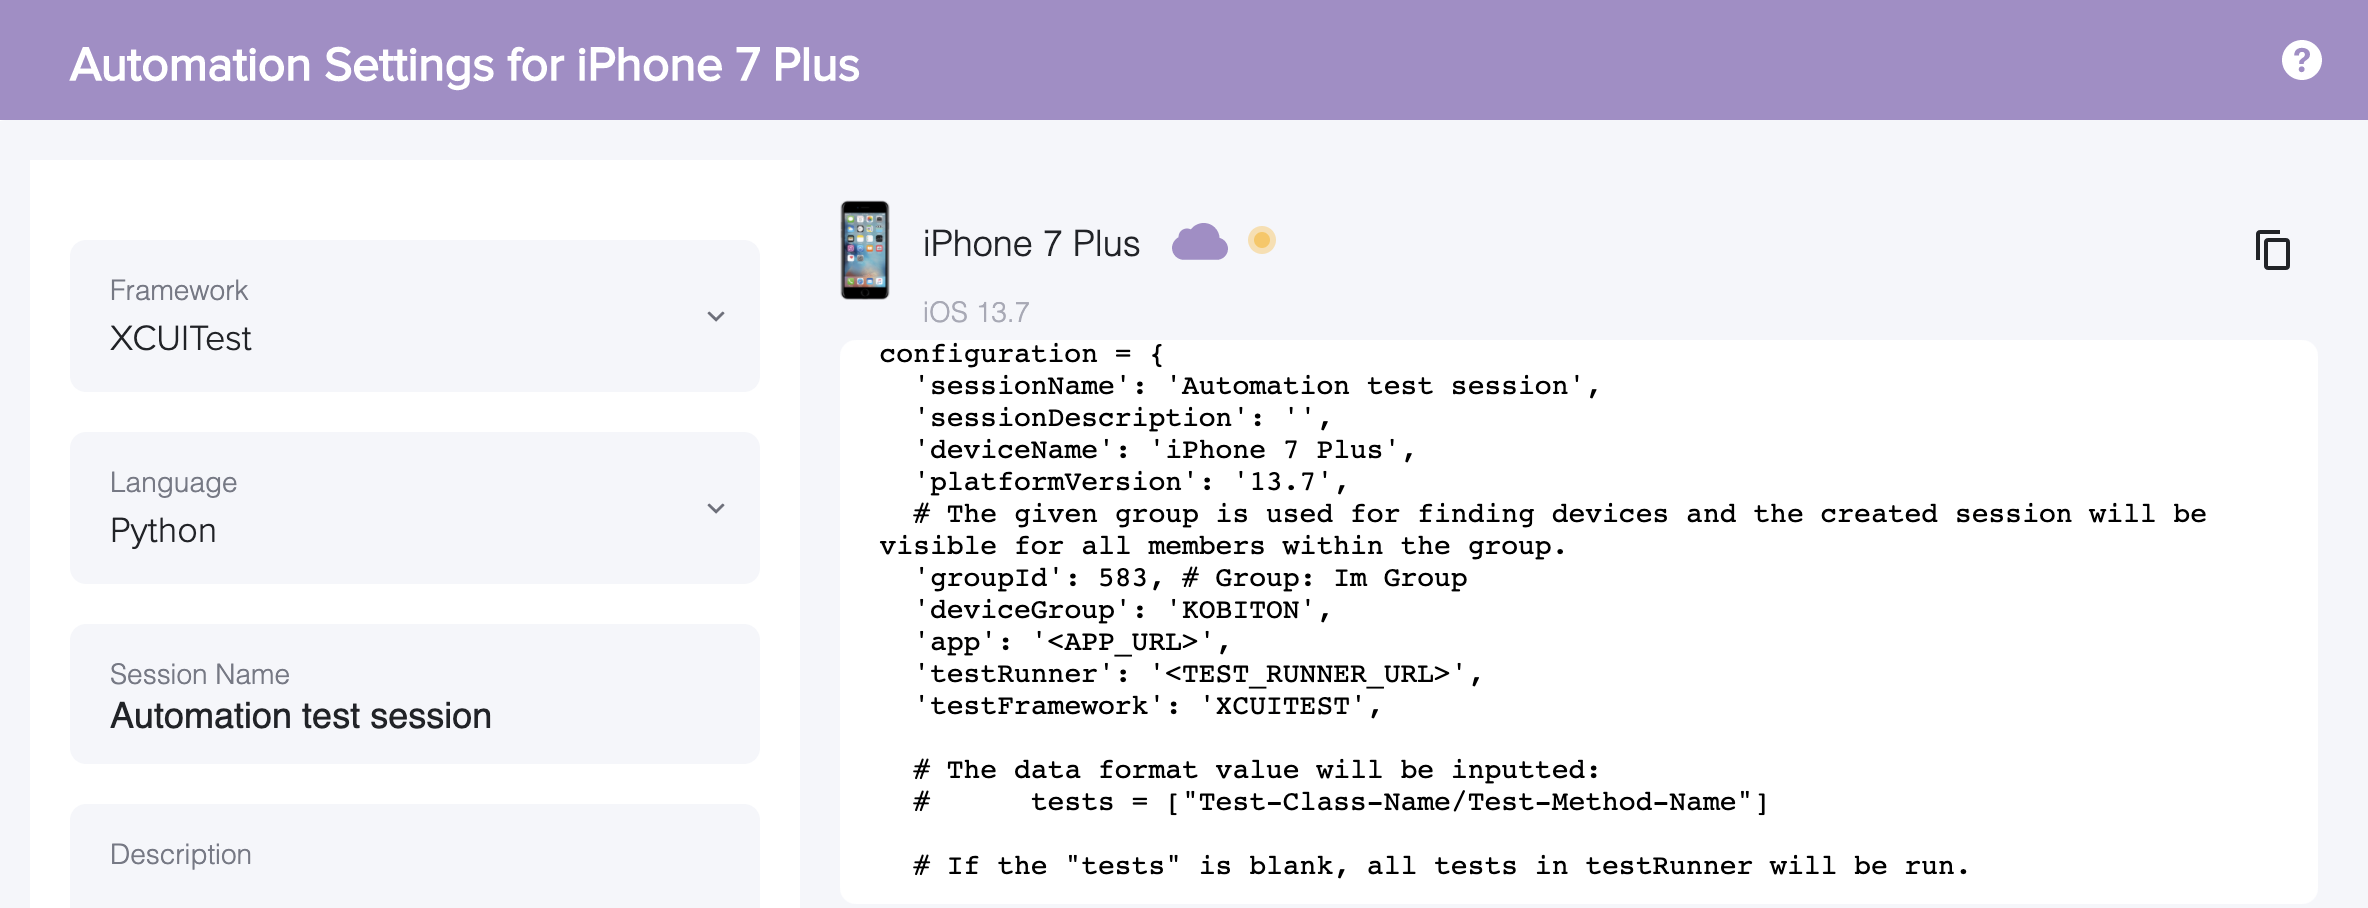 Automation Settings for iPhone 7 Plus
?
Framework
XCUITest
Language
Python
Session Name
Automation test session
Description
iPhone 7 Plus
iOS 13.7
configuration = {
  'sessionName': 'Automation test session',
  'sessionDescription': '',
  'deviceName': 'iPhone 7 Plus',
  'platformVersion': '13.7',
  # The given group is used for finding devices and the created session will be
visible for all members within the group.
  'groupId': 583, # Group: Im Group
  'deviceGroup': 'KOBITON',
  'app': '<APP_URL>',
  'testRunner': '<TEST_RUNNER_URL>',
  'testFramework': 'XCUITEST',
  # The data format value will be inputted:
  #      tests = ["Test-Class-Name/Test-Method-Name"]
  # If the "tests" is blank, all tests in testRunner will be run.